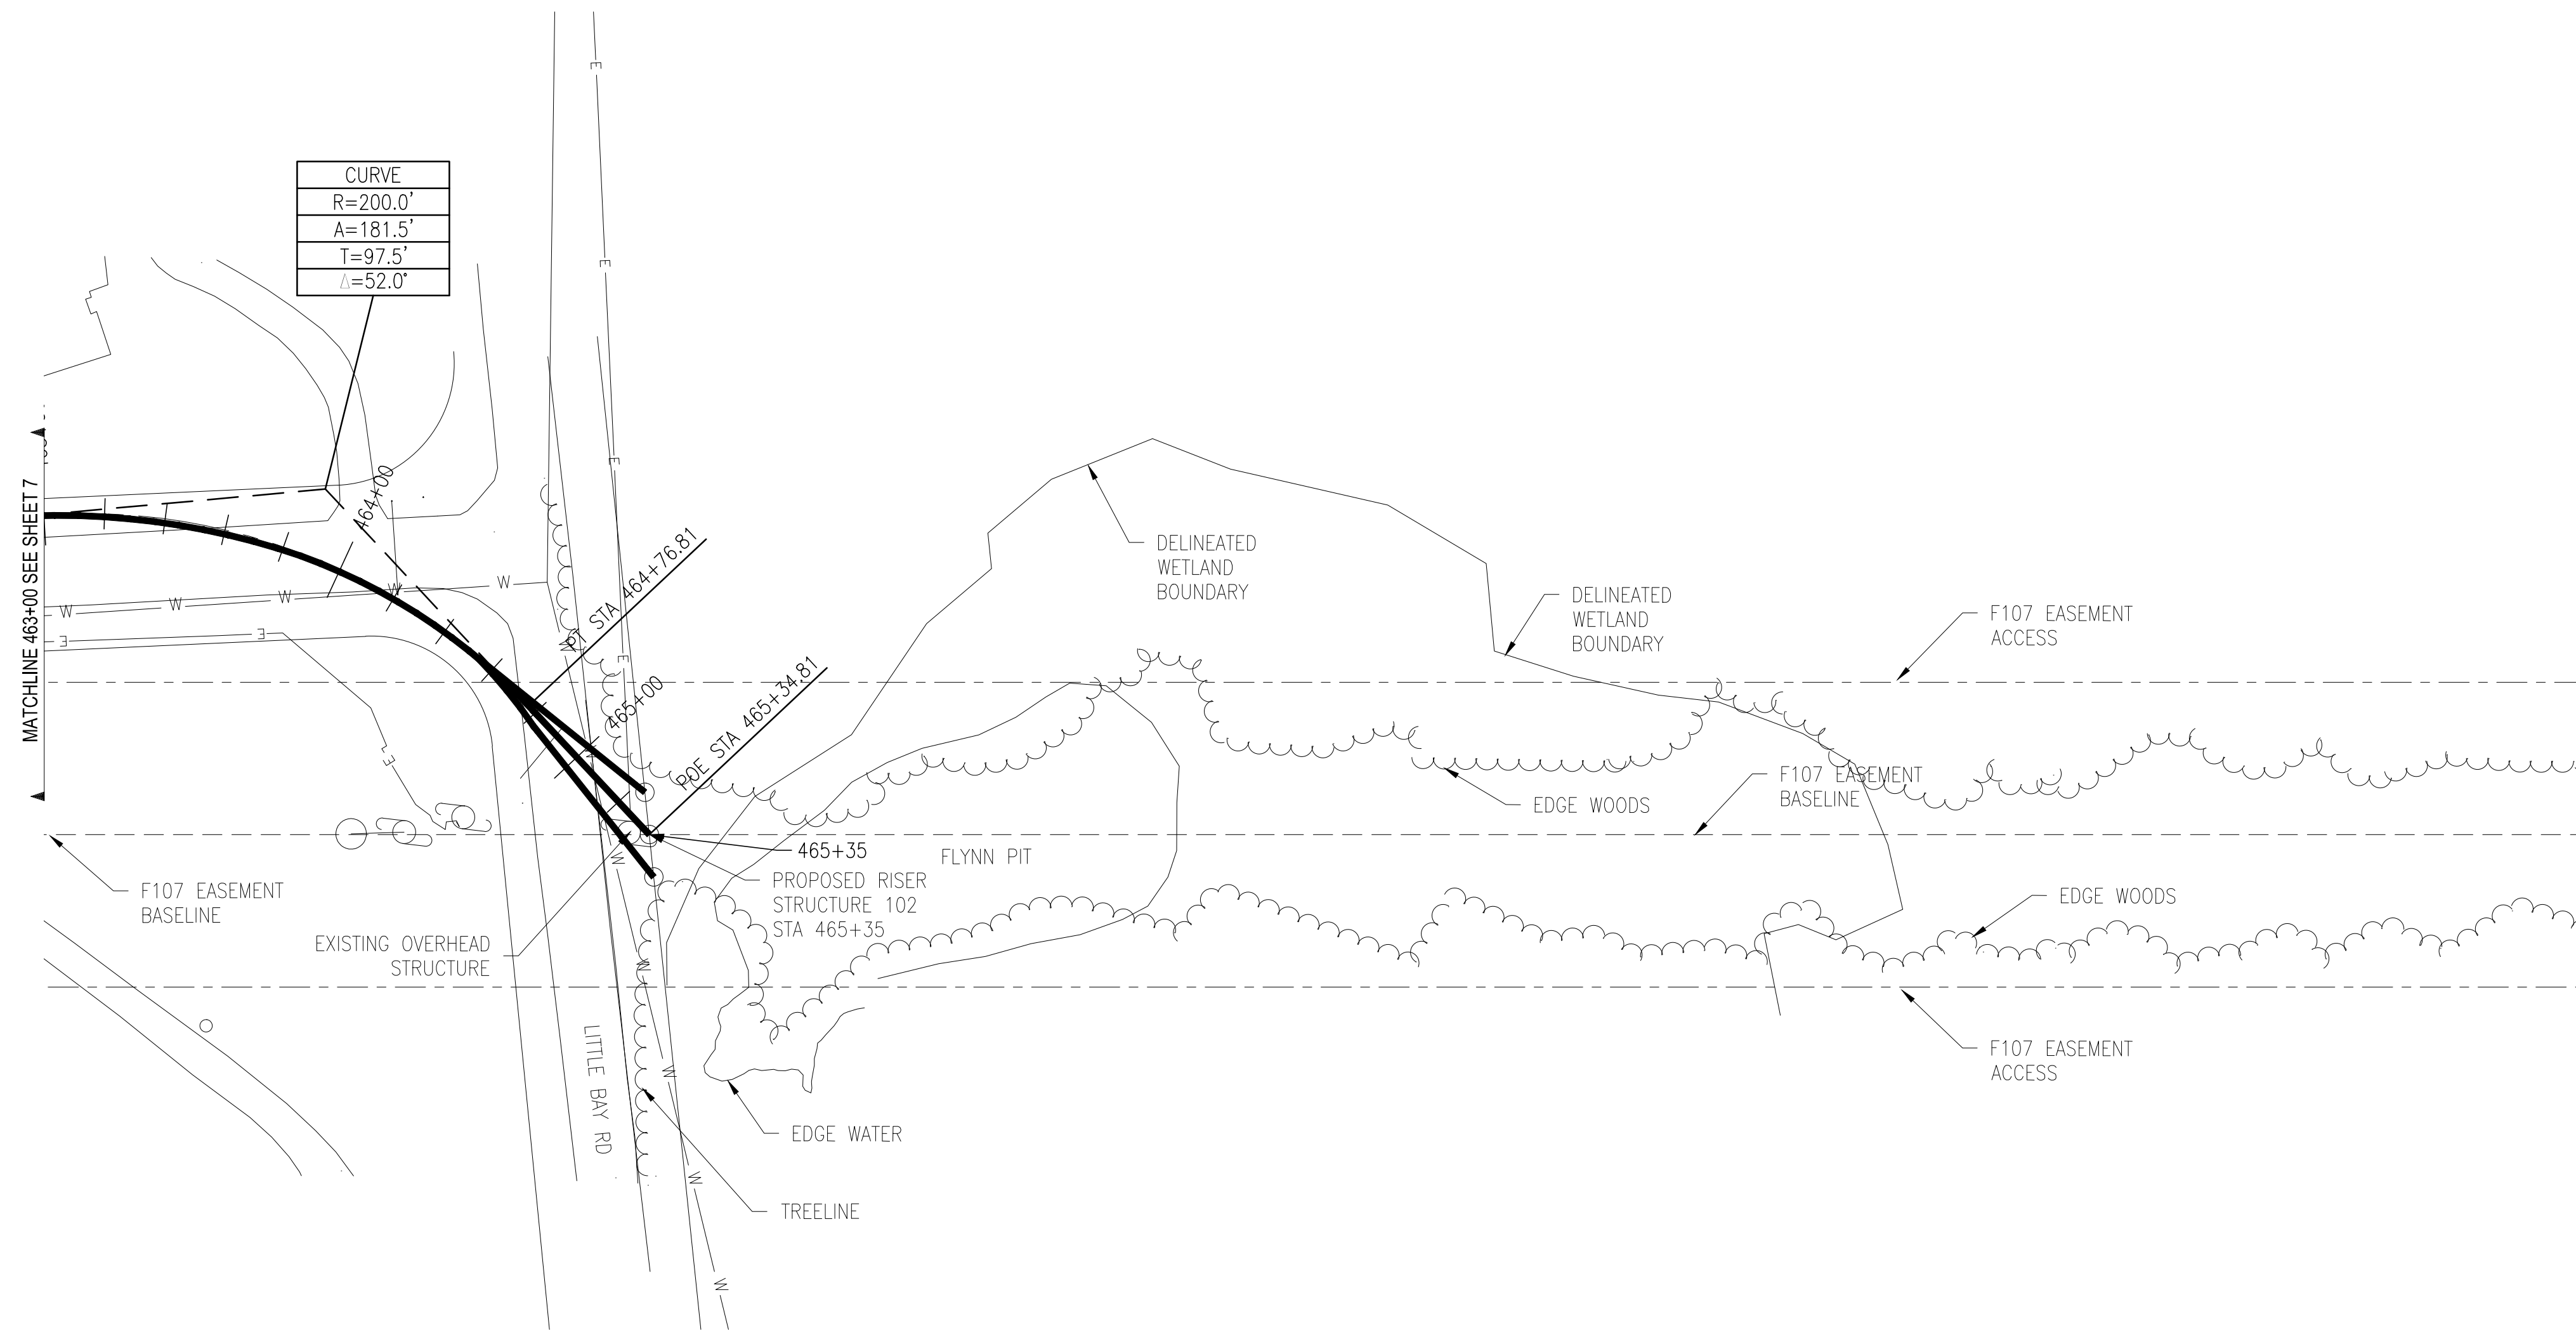 CURVE
R=200.0'
A=181.5'
T=97.5'
Δ=52.0°
MATCHLINE 463+00 SEE SHEET 7
464+00
PT STA 464+76.81
465+00
POE STA 465+34.81
DELINEATED
WETLAND
BOUNDARY
DELINEATED
WETLAND
BOUNDARY
F107 EASEMENT
ACCESS
F107 EASEMENT
BASELINE
EDGE WOODS
465+35
FLYNN PIT
PROPOSED RISER
STRUCTURE 102
STA 465+35
F107 EASEMENT
BASELINE
EXISTING OVERHEAD
STRUCTURE
EDGE WOODS
LITTLE BAY RD
F107 EASEMENT
ACCESS
EDGE WATER
TREELINE
E
E
E
E
W
W
W
W
W
E
E
E
W
W
W
W
W
W
W